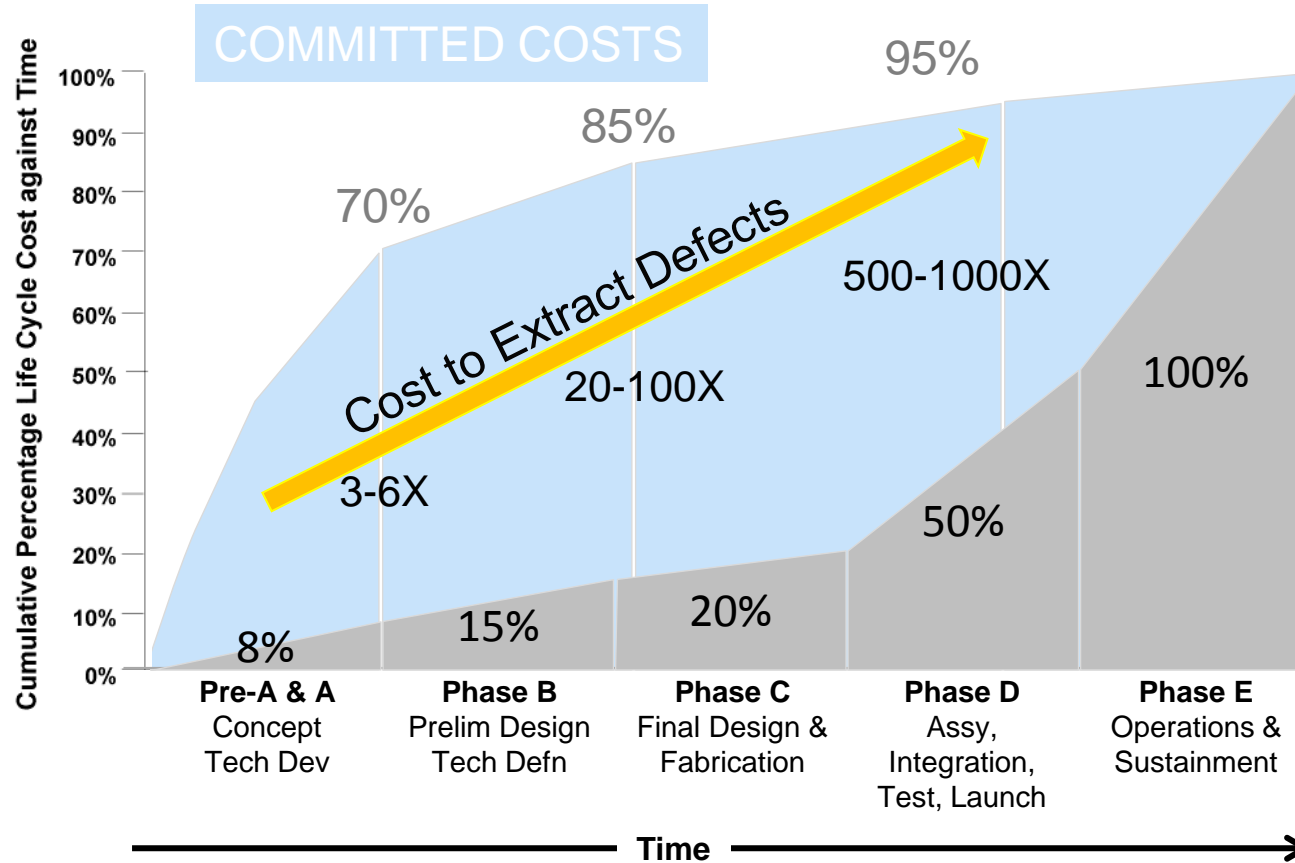 COMMITTED COSTS
Cumulative Percentage Life Cycle Cost against Time
100%
90%
80%
70%
60%
50%
40%
30%
20%
10%
0%
70%
85%
95%
Cost to Extract Defects
3-6X
20-100X
500-1000X
8%
15%
20%
50%
100%
Pre-A & A
Concept
Tech Dev
Phase B
Prelim Design
Tech Defn
Phase C
Final Design &
Fabrication
Phase D
Assy,
Integration,
Test, Launch
Phase E
Operations &
Sustainment
Time